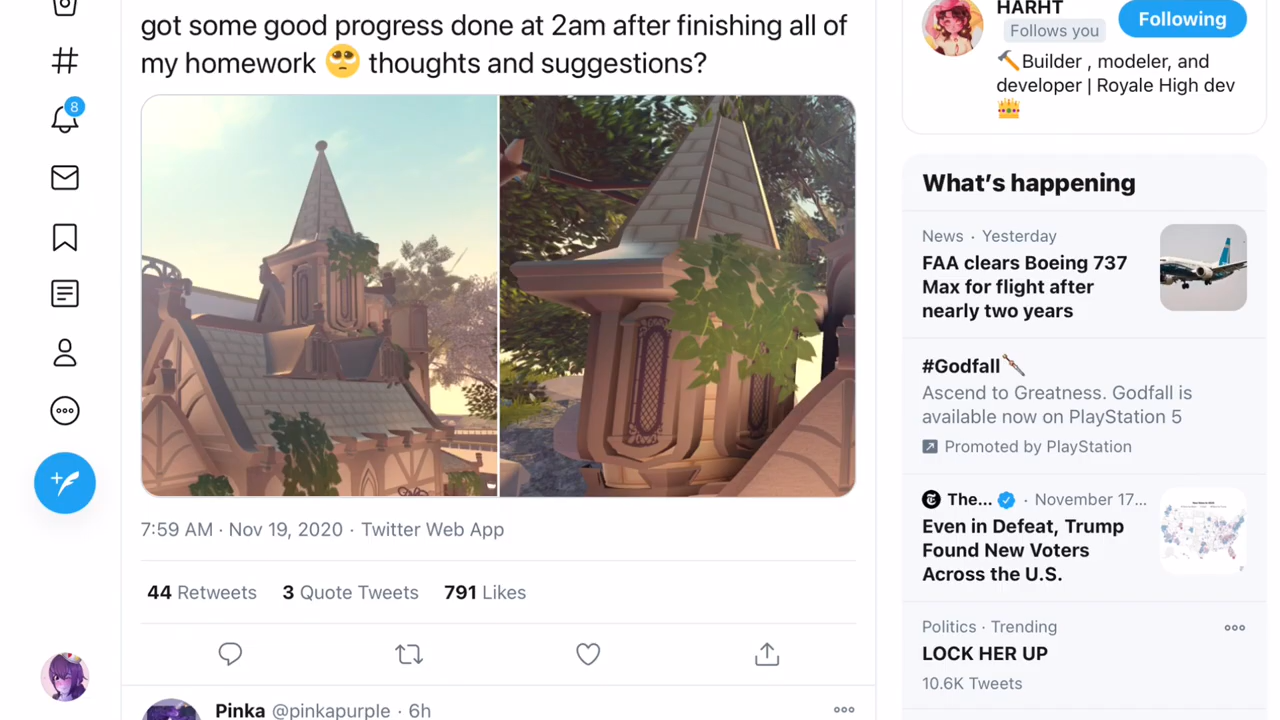 got some good progress done at 2am after finishing all of
my homework 🥺 thoughts and suggestions?
7:59 AM · Nov 19, 2020 · Twitter Web App
44 Retweets 3 Quote Tweets 791 Likes
Pinka @pinkapurple · 6h
8
HARHT
Follows you
Following
🔨Builder , modeler, and
developer | Royale High dev
👑
What's happening
News · Yesterday
FAA clears Boeing 737
Max for flight after
nearly two years
#Godfall
Ascend to Greatness. Godfall is
available now on PlayStation 5
Promoted by PlayStation
The... · November 17...
Even in Defeat, Trump
Found New Voters
Across the U.S.
Politics · Trending
LOCK HER UP
10.6K Tweets